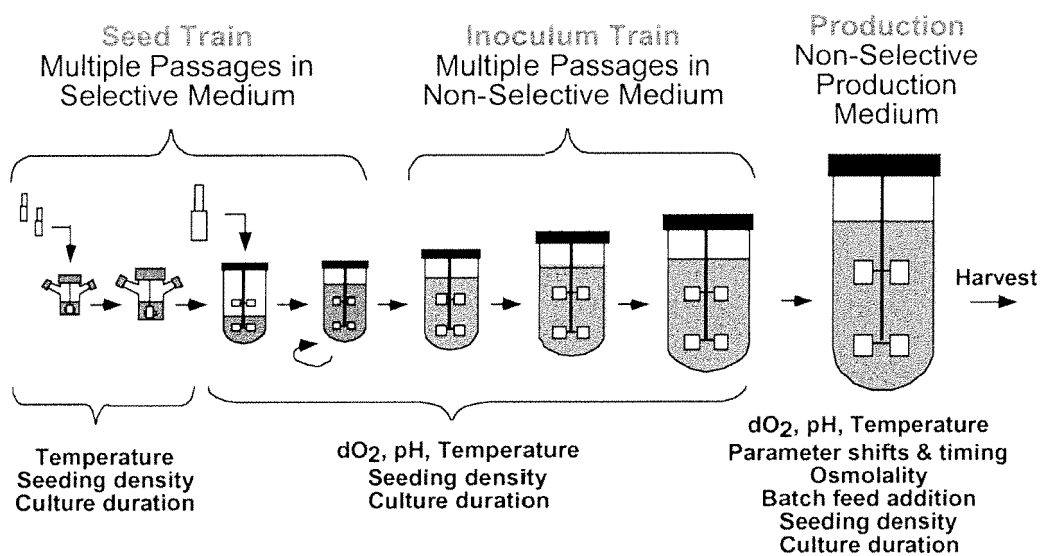 Seed Train
Multiple Passages in
Selective Medium
Inoculum Train
Multiple Passages in
Non-Selective Medium
Production
Non-Selective
Production
Medium
Harvest
Temperature
Seeding density
Culture duration
dO2, pH, Temperature
Seeding density
Culture duration
dO2, pH, Temperature
Parameter shifts & timing
Osmolality
Batch feed addition
Seeding density
Culture duration